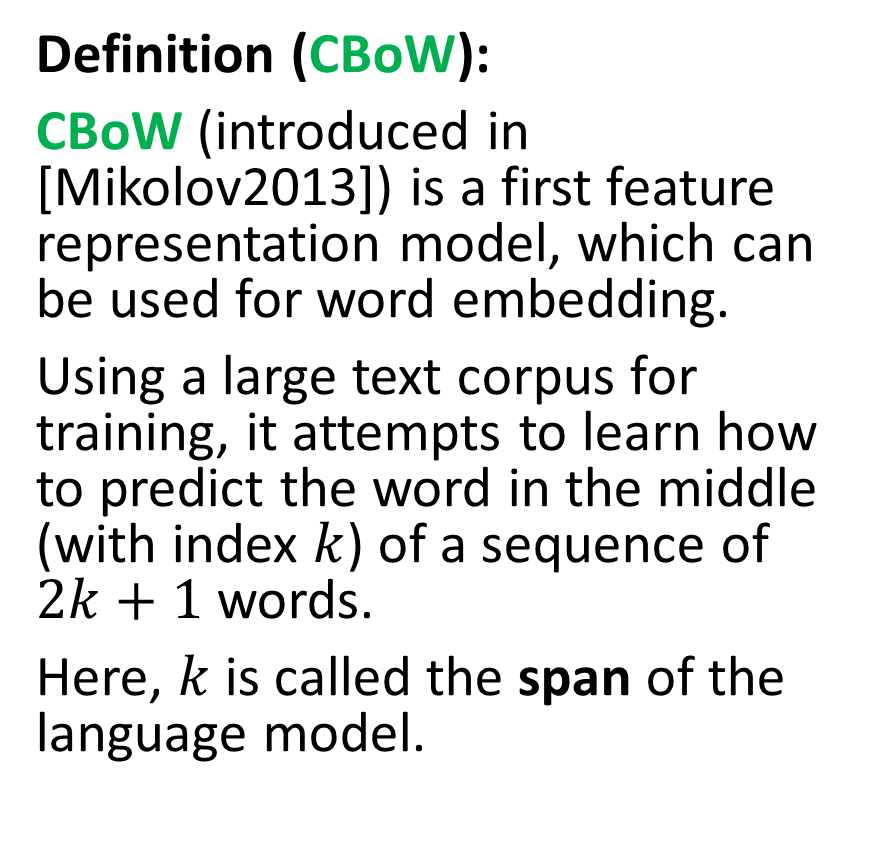 Definition (CBoW):
CBoW (introduced in
[Mikolov2013]) is a first feature
representation model, which can
be used for word embedding.
Using a large text corpus for
training, it attempts to learn how
to predict the word in the middle
(with index 𝑘) of a sequence of
2𝑘 + 1 words.
Here, 𝑘 is called the span of the
language model.